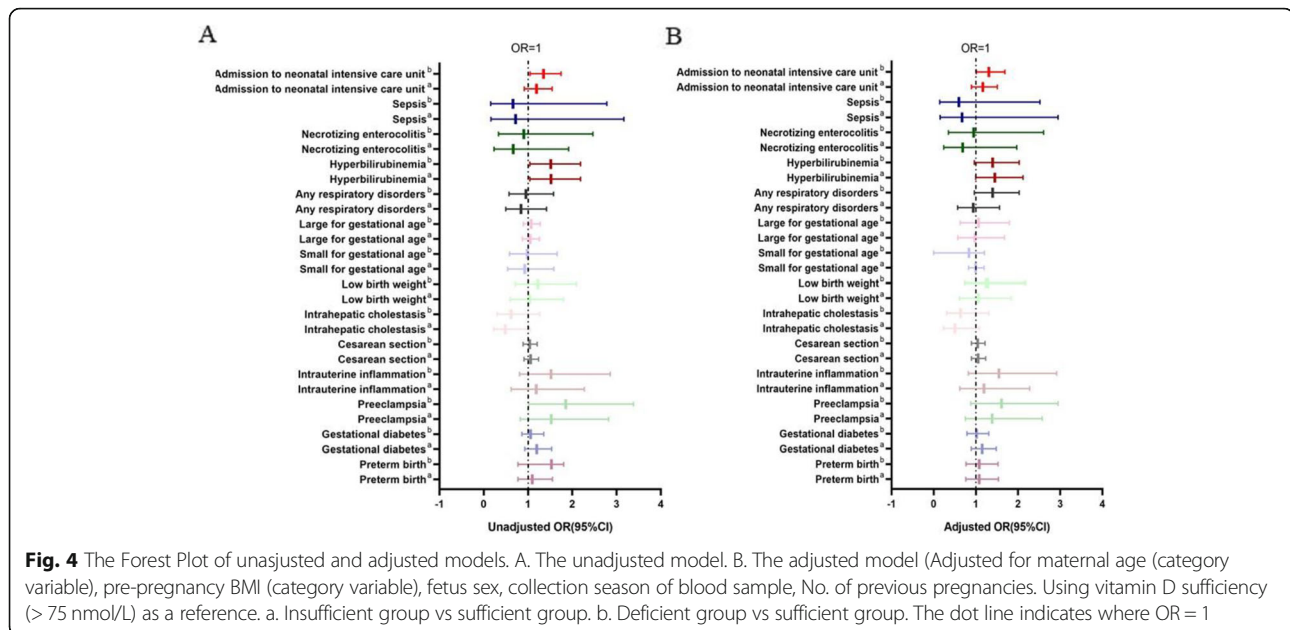 A
OR=1
Admission to neonatal intensive care unit b
Admission to neonatal intensive care unit a
Sepsis b
Sepsis a
Necrotizing enterocolitis b
Necrotizing enterocolitis a
Hyperbilirubinemia b
Hyperbilirubinemia a
Any respiratory disorders b
Any respiratory disorders a
Large for gestational age b
Large for gestational age a
Small for gestational age b
Small for gestational age a
Low birth weight b
Low birth weight a
Intrahepatic cholestasis b
Intrahepatic cholestasis a
Cesarean section b
Cesarean section a
Intrauterine inflammation b
Intrauterine inflammation a
Preeclampsia b
Preeclampsia a
Gestational diabetes b
Gestational diabetes a
Preterm birth b
Preterm birth a
-1 0 1 2 3 4
Unadjusted OR(95%CI)
B
OR=1
Admission to neonatal intensive care unit b
Admission to neonatal intensive care unit a
Sepsis b
Sepsis a
Necrotizing enterocolitis b
Necrotizing enterocolitis a
Hyperbilirubinemia b
Hyperbilirubinemia a
Any respiratory disorders b
Any respiratory disorders a
Large for gestational age b
Large for gestational age a
Small for gestational age b
Small for gestational age a
Low birth weight b
Low birth weight a
Intrahepatic cholestasis b
Intrahepatic cholestasis a
Cesarean section b
Cesarean section a
Intrauterine inflammation b
Intrauterine inflammation a
Preeclampsia b
Preeclampsia a
Gestational diabetes b
Gestational diabetes a
Preterm birth b
Preterm birth a
-1 0 1 2 3 4
Adjusted OR(95%CI)
Fig. 4 The Forest Plot of unasjusted and adjusted models. A. The unadjusted model. B. The adjusted model (Adjusted for maternal age (category
variable), pre-pregnancy BMI (category variable), fetus sex, collection season of blood sample, No. of previous pregnancies. Using vitamin D sufficiency
(> 75 nmol/L) as a reference. a. Insufficient group vs sufficient group. b. Deficient group vs sufficient group. The dot line indicates where OR = 1